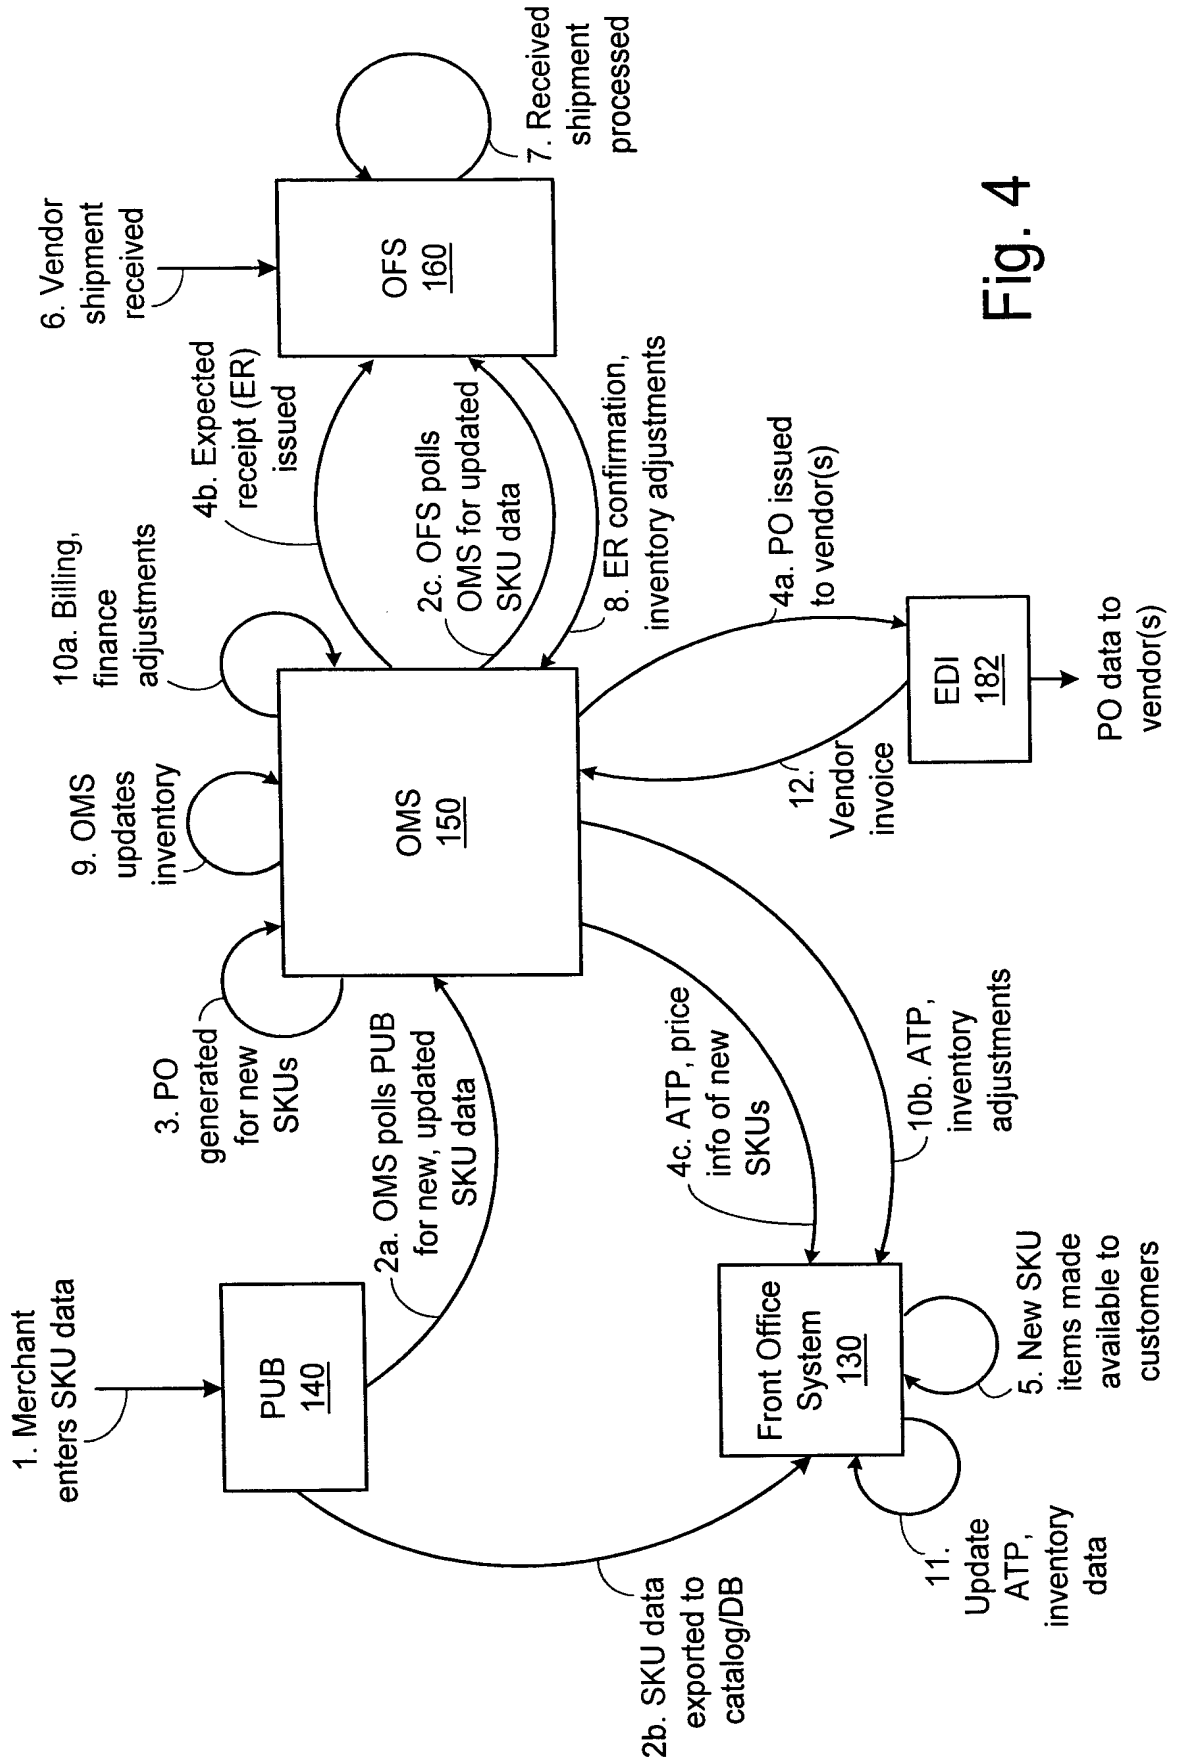 1. Merchant
enters SKU data
PUB
140
2a. OMS polls PUB
for new, updated
SKU data
2b. SKU data
exported to
catalog/DB
3. PO
generated
for new
SKUs
9. OMS
updates
inventory
10a. Billing,
finance
adjustments
OMS
150
4b. Expected
receipt (ER)
issued
2c. OFS polls
OMS for updated
SKU data
8. ER confirmation,
inventory adjustments
6. Vendor
shipment
received
OFS
160
7. Received
shipment
processed
4a. PO issued
to vendor(s)
12.
Vendor
invoice
EDI
182
PO data to
vendor(s)
4c. ATP, price
info of new
SKUs
10b. ATP,
inventory
adjustments
Front Office
System
130
5. New SKU
items made
available to
customers
11.
Update
ATP,
inventory
data
Fig. 4